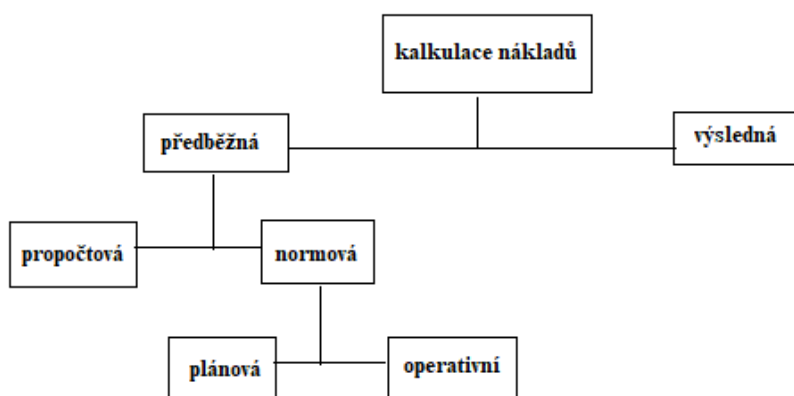 kalkulace nákladů
předběžná
výsledná
propočtová
normová
plánová
operativní